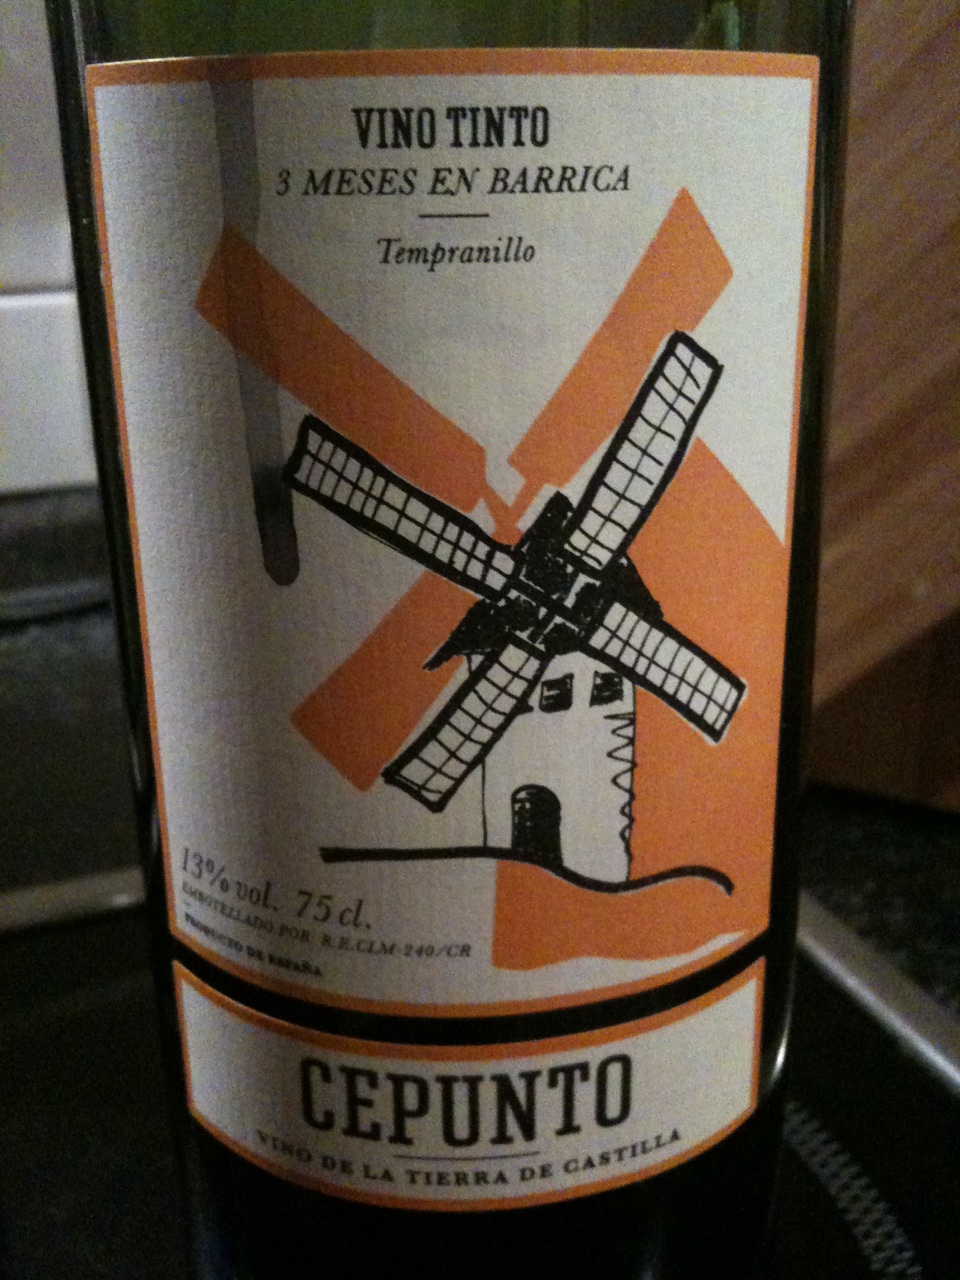 VINO TINTO
3 MESES EN BARRICA
Tempranillo
13% vol. 75 cl.
EMBOTELLADO POR R.E.CLM-240/CR
PRODUCTO DE ESPAÑA
CEPUNTO
VINO DE LA TIERRA DE CASTILLA